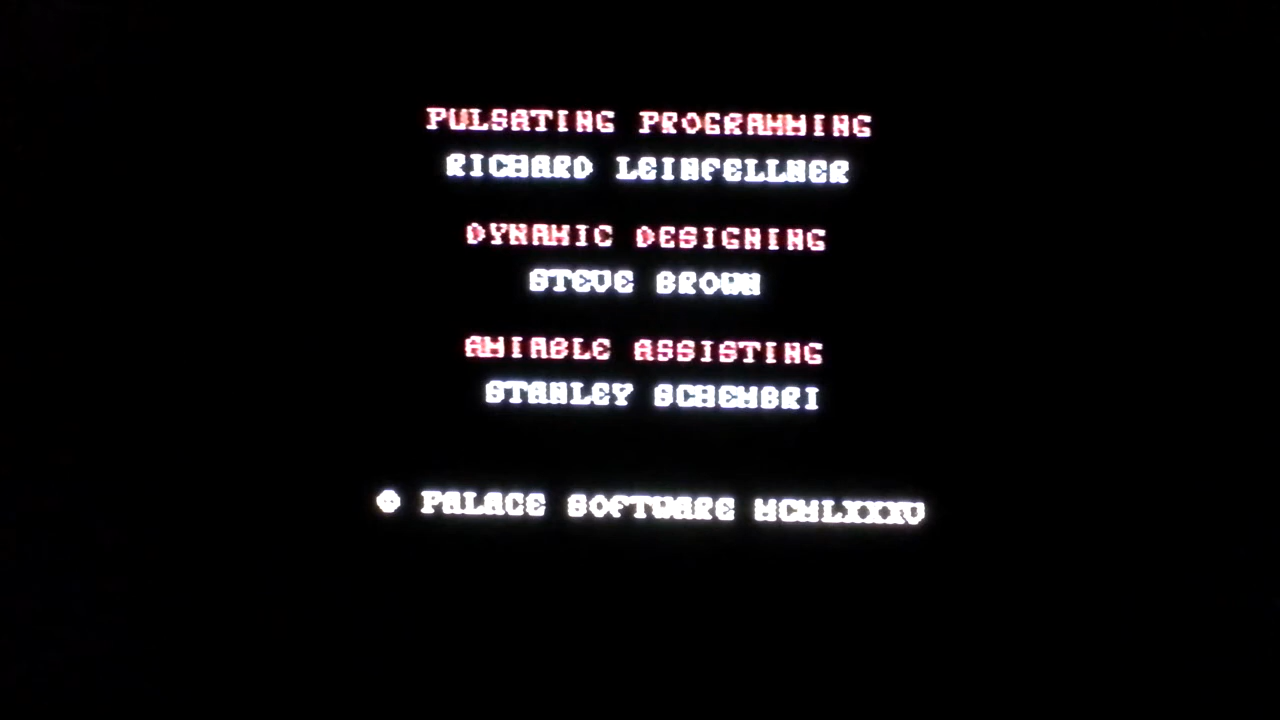 PULSATING PROGRAMMING
RICHARD LEINFELLNER
DYNAMIC DESIGNING
STEVE BROWN
AMIABLE ASSISTING
STANLEY SCHEMBRI
© PALACE SOFTWARE MCMLXXXV